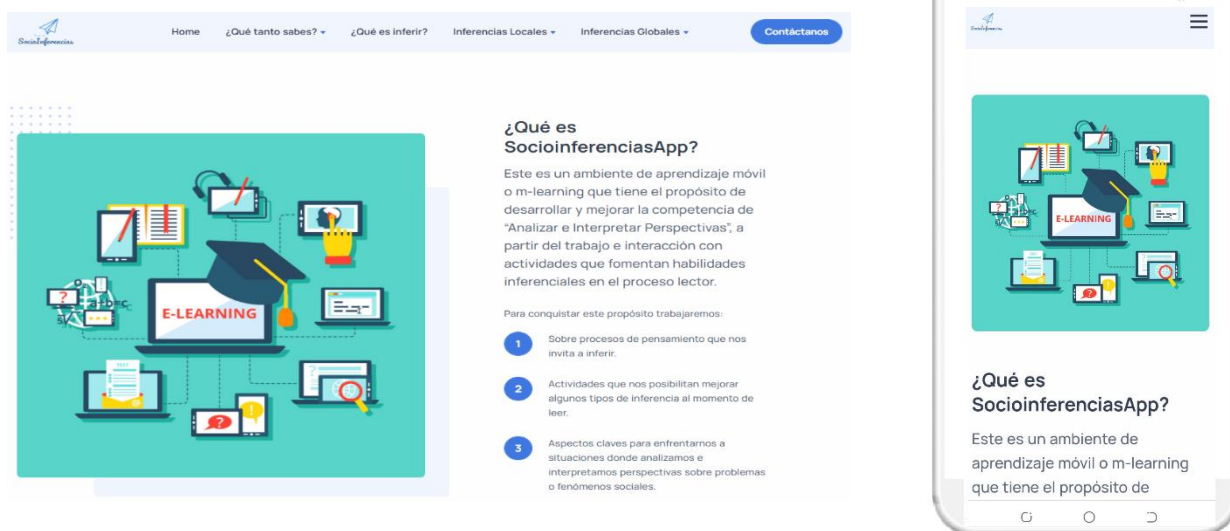 SocioInferencias
Home ¿Qué tanto sabes? ¿Qué es inferir? Inferencias Locales Inferencias Globales Contáctanos
E-LEARNING
¿Qué es
SocioinferenciasApp?
Este es un ambiente de aprendizaje móvil
o m-learning que tiene el propósito de
desarrollar y mejorar la competencia de
“Analizar e Interpretar Perspectivas”, a
partir del trabajo e interacción con
actividades que fomentan habilidades
inferenciales en el proceso lector.
Para conquistar este propósito trabajaremos:
1 Sobre procesos de pensamiento que nos
invita a inferir.
2 Actividades que nos posibilitan mejorar
algunos tipos de inferencia al momento de
leer.
3 Aspectos claves para enfrentarnos a
situaciones donde analizamos e
interpretamos perspectivas sobre problemas
o fenómenos sociales.
SocioInferencias
E-LEARNING
¿Qué es
SocioinferenciasApp?
Este es un ambiente de
aprendizaje móvil o m-learning
que tiene el propósito de